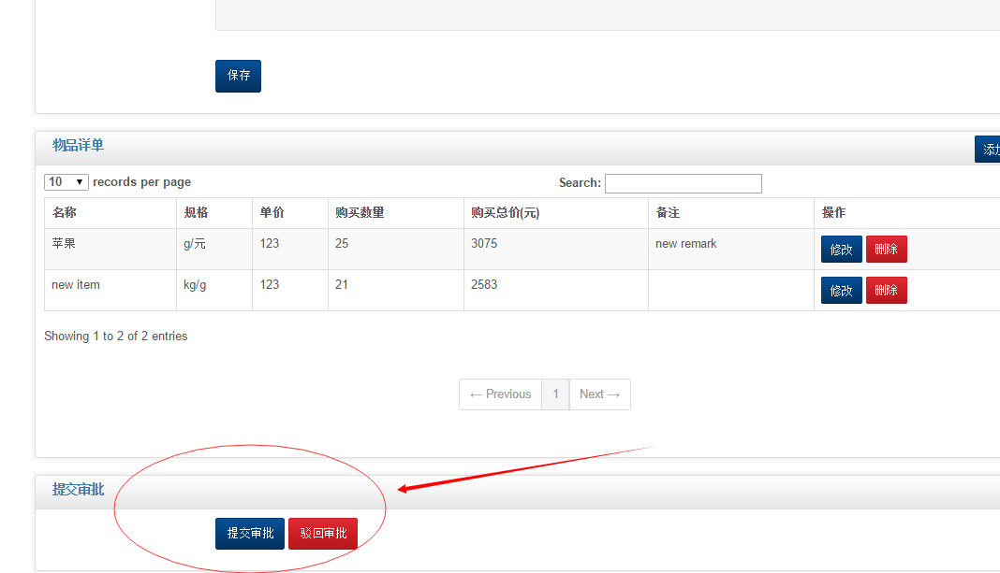 保存
物品详单
10 records per page Search:
名称 规格 单价 购买数量 购买总价(元) 备注 操作
苹果 g/元 123 25 3075 new remark 修改 删除
new item kg/g 123 21 2583 修改 删除
Showing 1 to 2 of 2 entries
← Previous 1 Next →
提交审批
提交审批 驳回审批